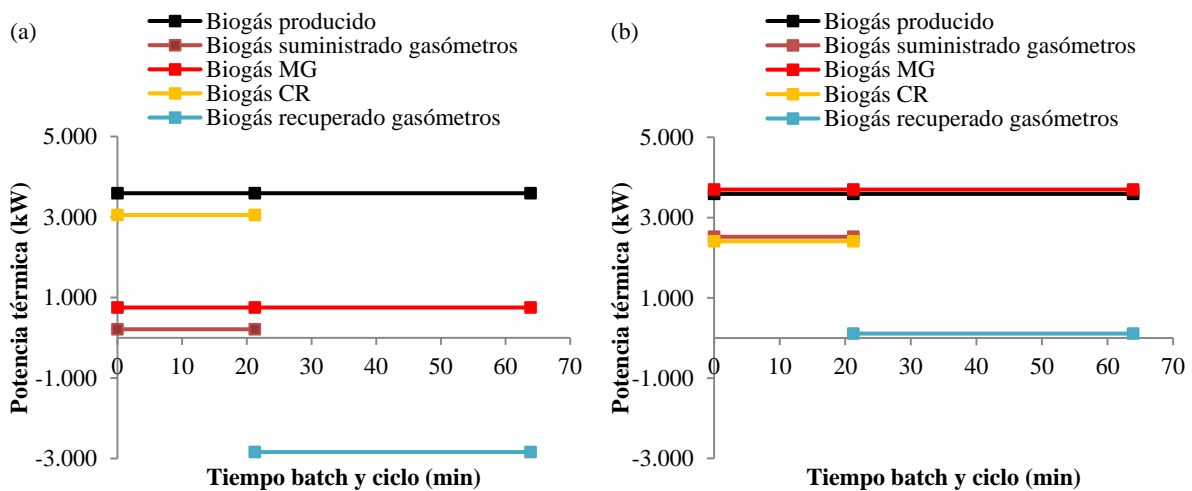 (a)
Biogás producido
Biogás suministrado gasómetros
Biogás MG
Biogás CR
Biogás recuperado gasómetros
5.000
3.000
1.000
-1.000
-3.000
0 10 20 30 40 50 60 70
Potencia térmica (kW)
Tiempo batch y ciclo (min)
(b)
Biogás producido
Biogás suministrado gasómetros
Biogás MG
Biogás CR
Biogás recuperado gasómetros
5.000
3.000
1.000
-1.000
-3.000
0 10 20 30 40 50 60 70
Potencia térmica (kW)
Tiempo batch y ciclo (min)